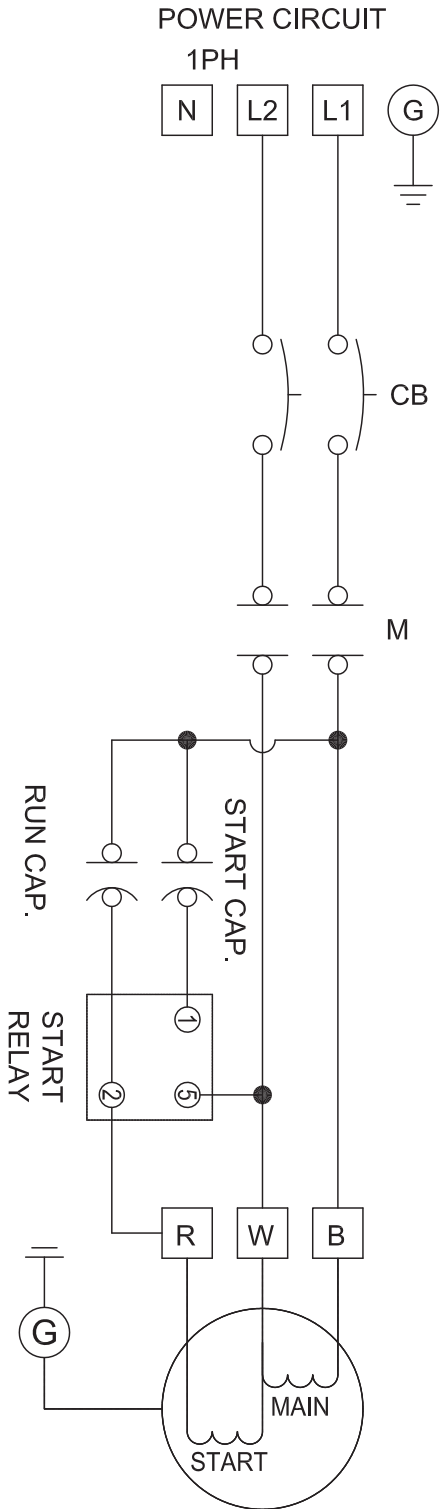 POWER CIRCUIT
1PH
N L2 L1 G
CB
M
RUN CAP.
START CAP.
START
RELAY
1
2 5
R W B
G
MAIN
START